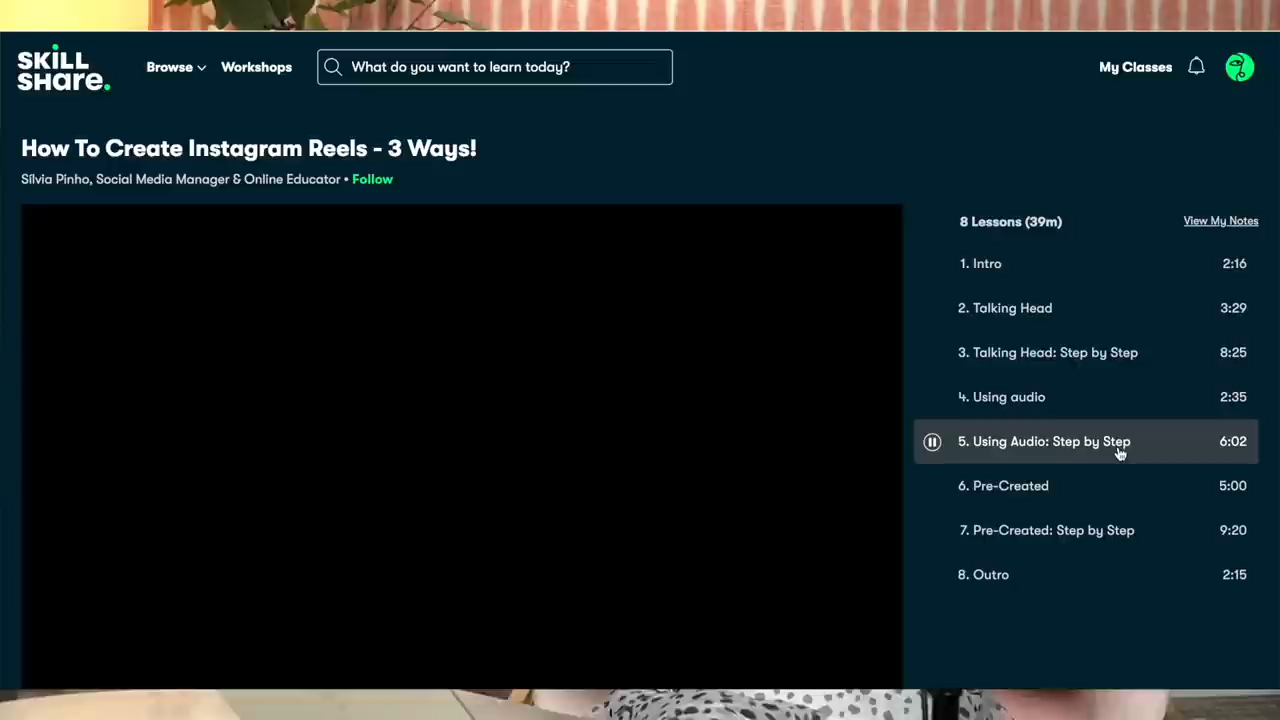 SKiLL
SHare.
Browse
Workshops
What do you want to learn today?
My Classes
How To Create Instagram Reels - 3 Ways!
Sílvia Pinho, Social Media Manager & Online Educator • Follow
8 Lessons (39m)
View My Notes
1. Intro 2:16
2. Talking Head 3:29
3. Talking Head: Step by Step 8:25
4. Using audio 2:35
5. Using Audio: Step by Step 6:02
6. Pre-Created 5:00
7. Pre-Created: Step by Step 9:20
8. Outro 2:15